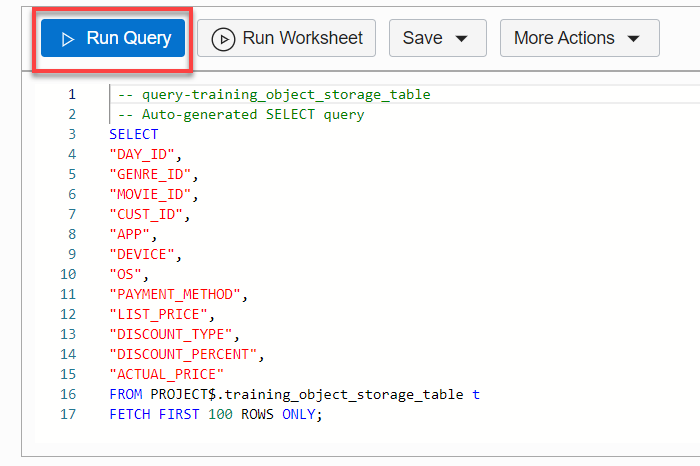 Run Query Run Worksheet Save More Actions
1 -- query-training_object_storage_table
2 -- Auto-generated SELECT query
3 SELECT
4 "DAY_ID",
5 "GENRE_ID",
6 "MOVIE_ID",
7 "CUST_ID",
8 "APP",
9 "DEVICE",
10 "OS",
11 "PAYMENT_METHOD",
12 "LIST_PRICE",
13 "DISCOUNT_TYPE",
14 "DISCOUNT_PERCENT",
15 "ACTUAL_PRICE"
16 FROM PROJECT$.training_object_storage_table t
17 FETCH FIRST 100 ROWS ONLY;